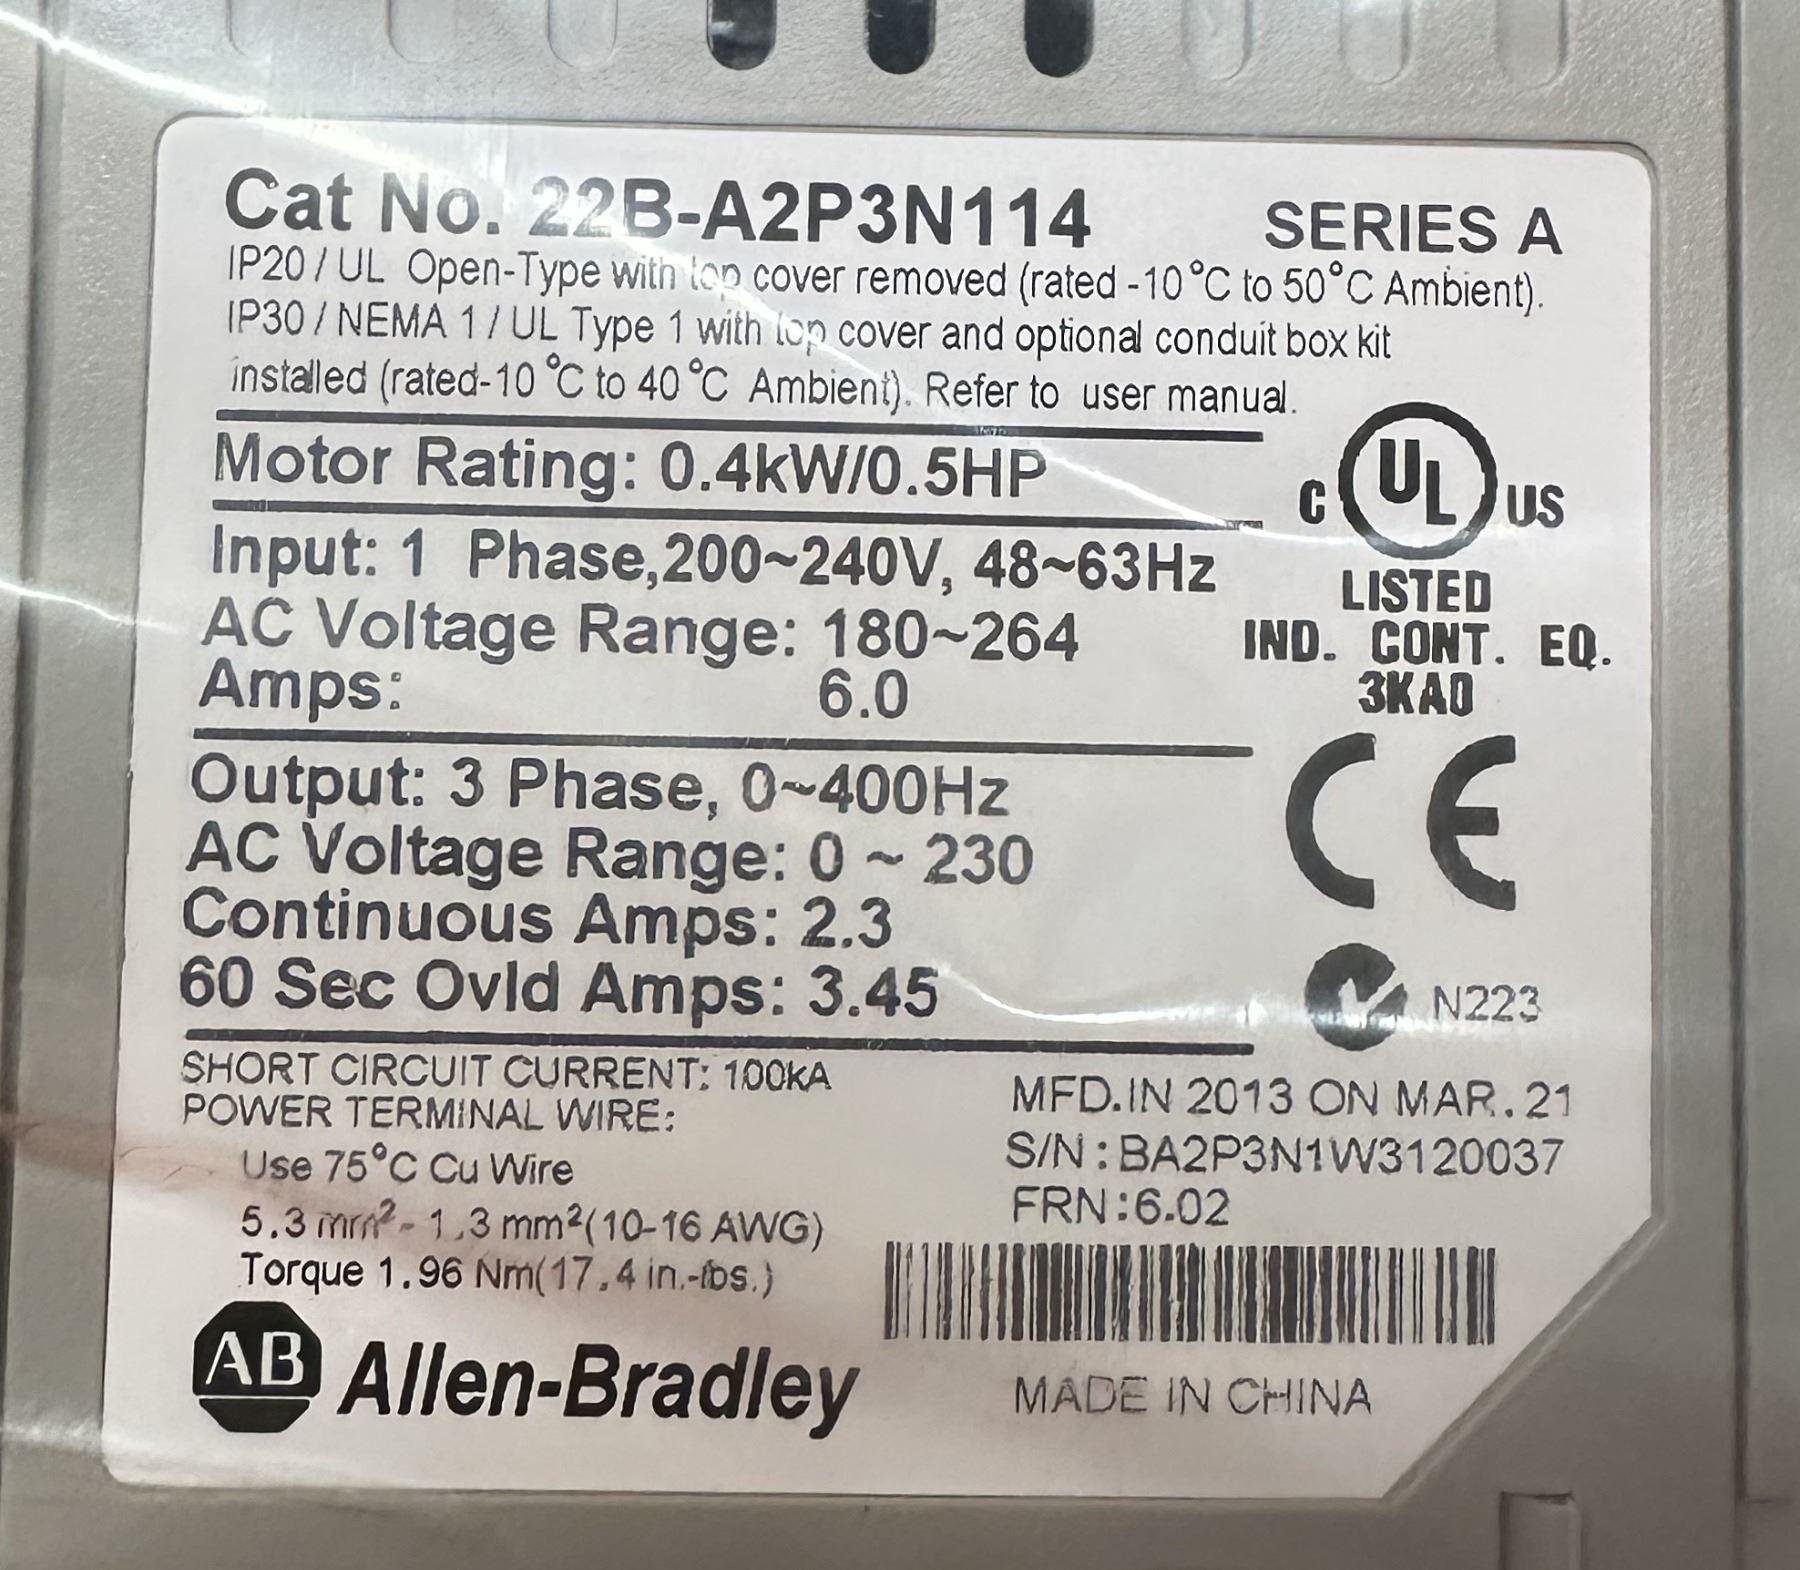 Cat No. 22B-A2P3N114 SERIES A
IP20 / UL Open-Type with top cover removed (rated -10°C to 50°C Ambient).
IP30 / NEMA 1 / UL Type 1 with top cover and optional conduit box kit
installed (rated-10 °C to 40 °C Ambient). Refer to user manual.
Motor Rating: 0.4kW/0.5HP
C UL US
LISTED
IND. CONT. EQ.
3KA0
Input: 1 Phase,200~240V, 48~63Hz
AC Voltage Range: 180~264
Amps: 6.0
CE
Output: 3 Phase, 0~400Hz
AC Voltage Range: 0 ~ 230
Continuous Amps: 2.3
60 Sec Ovld Amps: 3.45
N223
SHORT CIRCUIT CURRENT: 100kA
POWER TERMINAL WIRE:
Use 75°C Cu Wire
5.3 mm²- 1.3 mm²(10-16 AWG)
Torque 1.96 Nm(17.4 in.-lbs.)
MFD.IN 2013 ON MAR. 21
S/N : BA2P3N1W3120037
FRN:6.02
AB Allen-Bradley
MADE IN CHINA